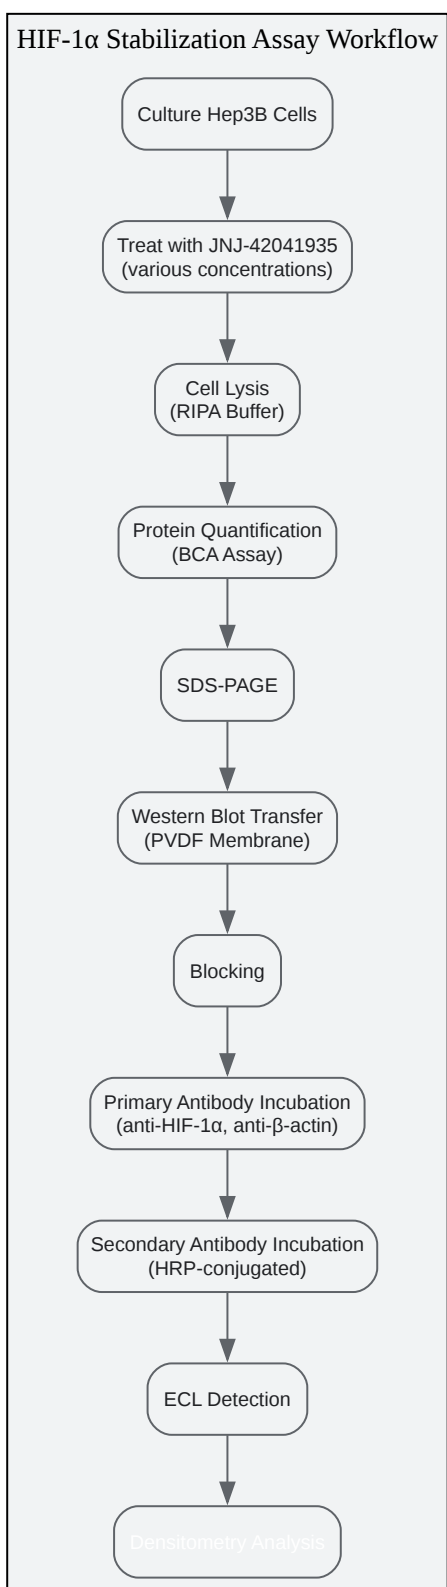 HIF-1α Stabilization Assay Workflow
Culture Hep3B Cells
Treat with JNJ-42041935
(various concentrations)
Cell Lysis
(RIPA Buffer)
Protein Quantification
(BCA Assay)
SDS-PAGE
Western Blot Transfer
(PVDF Membrane)
Blocking
Primary Antibody Incubation
(anti-HIF-1α, anti-β-actin)
Secondary Antibody Incubation
(HRP-conjugated)
ECL Detection
Densitometry Analysis